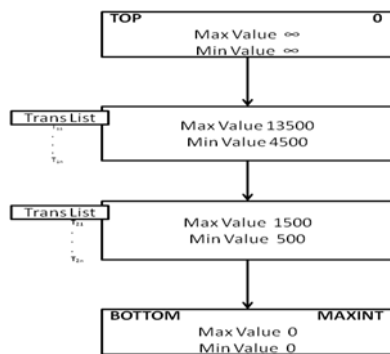 TOP 0
Max Value ∞
Min Value ∞
Trans List
Max Value 13500
Min Value 4500
Trans List
Max Value 1500
Min Value 500
BOTTOM MAXINT
Max Value 0
Min Value 0